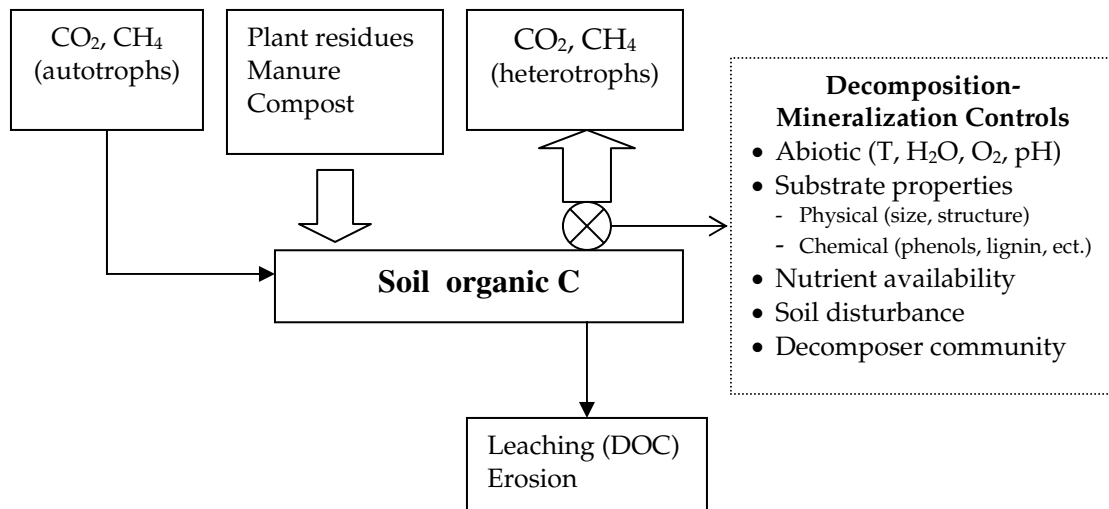 CO₂, CH₄
(autotrophs)
Plant residues
Manure
Compost
CO₂, CH₄
(heterotrophs)
Decomposition-
Mineralization Controls
• Abiotic (T, H₂O, O₂, pH)
• Substrate properties
- Physical (size, structure)
- Chemical (phenols, lignin, ect.)
• Nutrient availability
• Soil disturbance
• Decomposer community
Soil organic C
Leaching (DOC)
Erosion